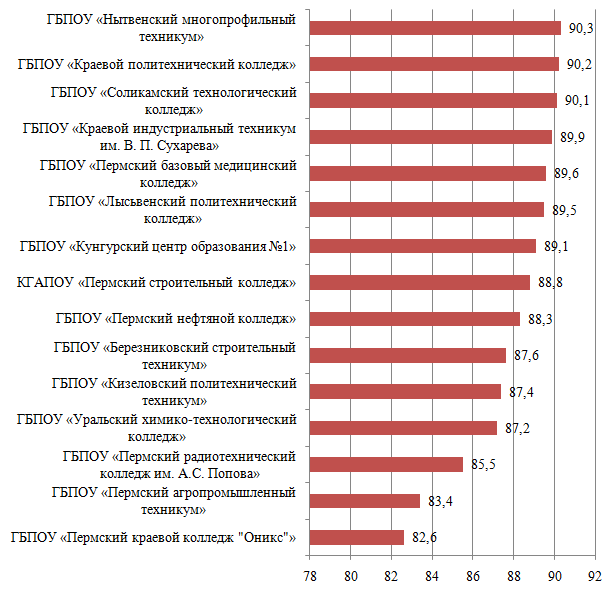 ГБПОУ «Нытвенский многопрофильный
техникум»
90,3
ГБПОУ «Краевой политехнический колледж»
90,2
ГБПОУ «Соликамский технологический
колледж»
90,1
ГБПОУ «Краевой индустриальный техникум
им. В. П. Сухарева»
89,9
ГБПОУ «Пермский базовый медицинский
колледж»
89,6
ГБПОУ «Лысьвенский политехнический
колледж»
89,5
ГБПОУ «Кунгурский центр образования №1»
89,1
КГАПОУ «Пермский строительный колледж»
88,8
ГБПОУ «Пермский нефтяной колледж»
88,3
ГБПОУ «Березниковский строительный
техникум»
87,6
ГБПОУ «Кизеловский политехнический
техникум»
87,4
ГБПОУ «Уральский химико-технологический
колледж»
87,2
ГБПОУ «Пермский радиотехнический
колледж им. А.С. Попова»
85,5
ГБПОУ «Пермский агропромышленный
техникум»
83,4
ГБПОУ «Пермский краевой колледж "Оникс"»
82,6
78 80 82 84 86 88 90 92